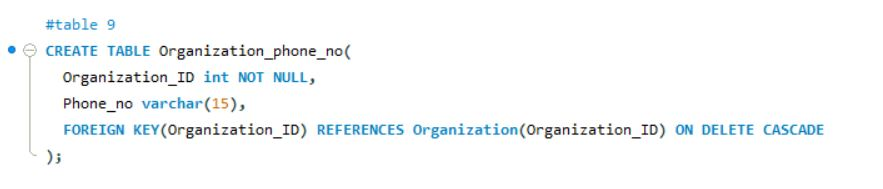 #table 9
CREATE TABLE Organization_phone_no(
Organization_ID int NOT NULL,
Phone_no varchar(15),
FOREIGN KEY(Organization_ID) REFERENCES Organization(Organization_ID) ON DELETE CASCADE
);